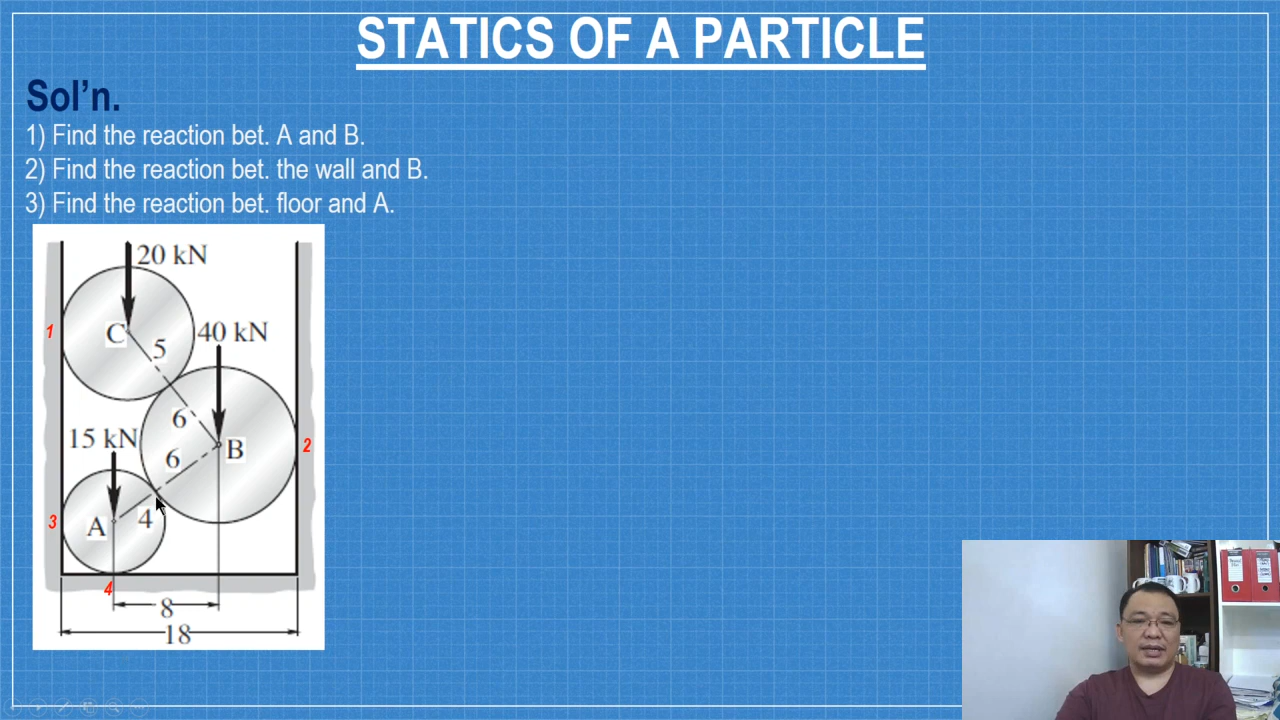 STATICS OF A PARTICLE
Sol’n.
1) Find the reaction bet. A and B.
2) Find the reaction bet. the wall and B.
3) Find the reaction bet. floor and A.
20 kN
1
C
5
40 kN
6
15 kN
6
B
2
3
A
4
4
8
18